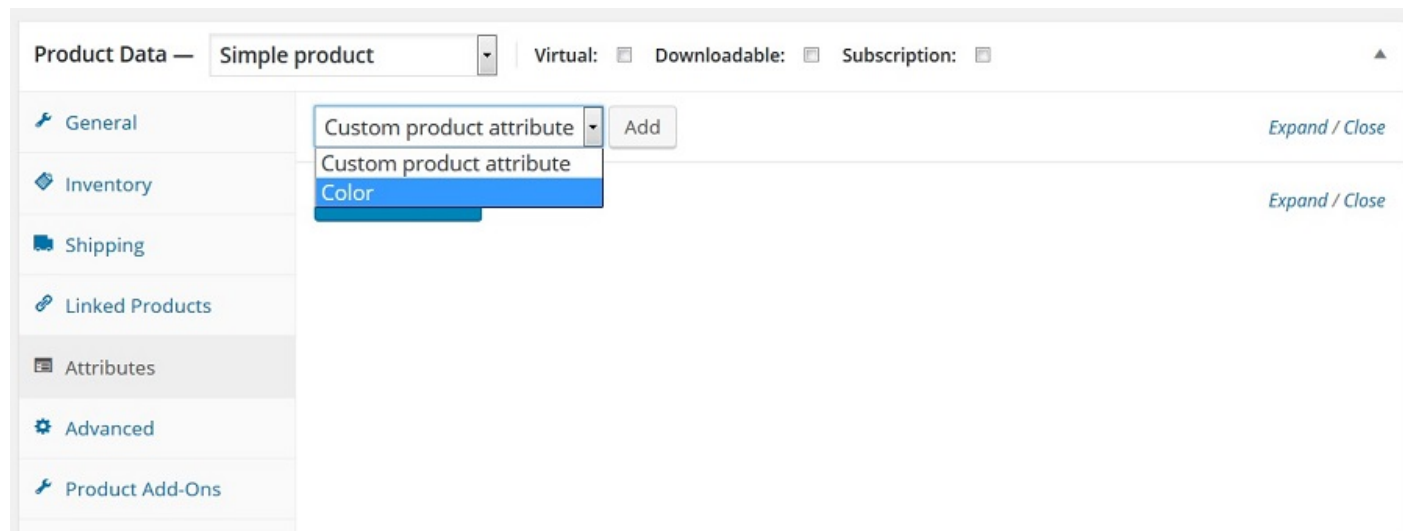 Product Data — Simple product Virtual: Downloadable: Subscription:
General
Custom product attribute Add Expand / Close
Custom product attribute
Color
Inventory
Expand / Close
Shipping
Linked Products
Attributes
Advanced
Product Add-Ons